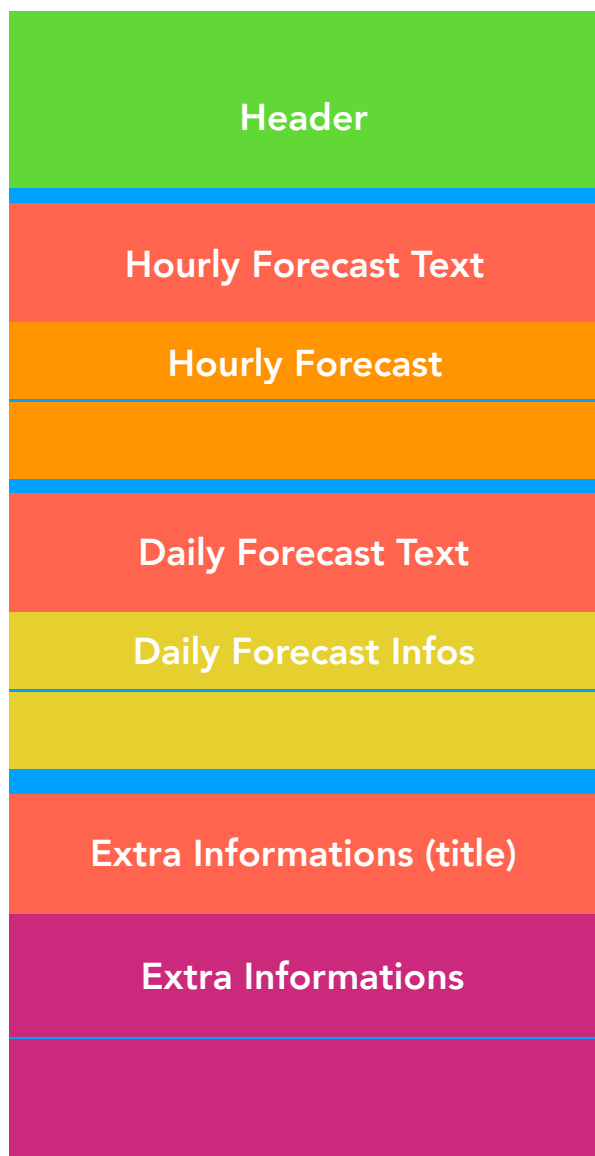 Header
Hourly Forecast Text
Hourly Forecast
Daily Forecast Text
Daily Forecast Infos
Extra Informations (title)
Extra Informations